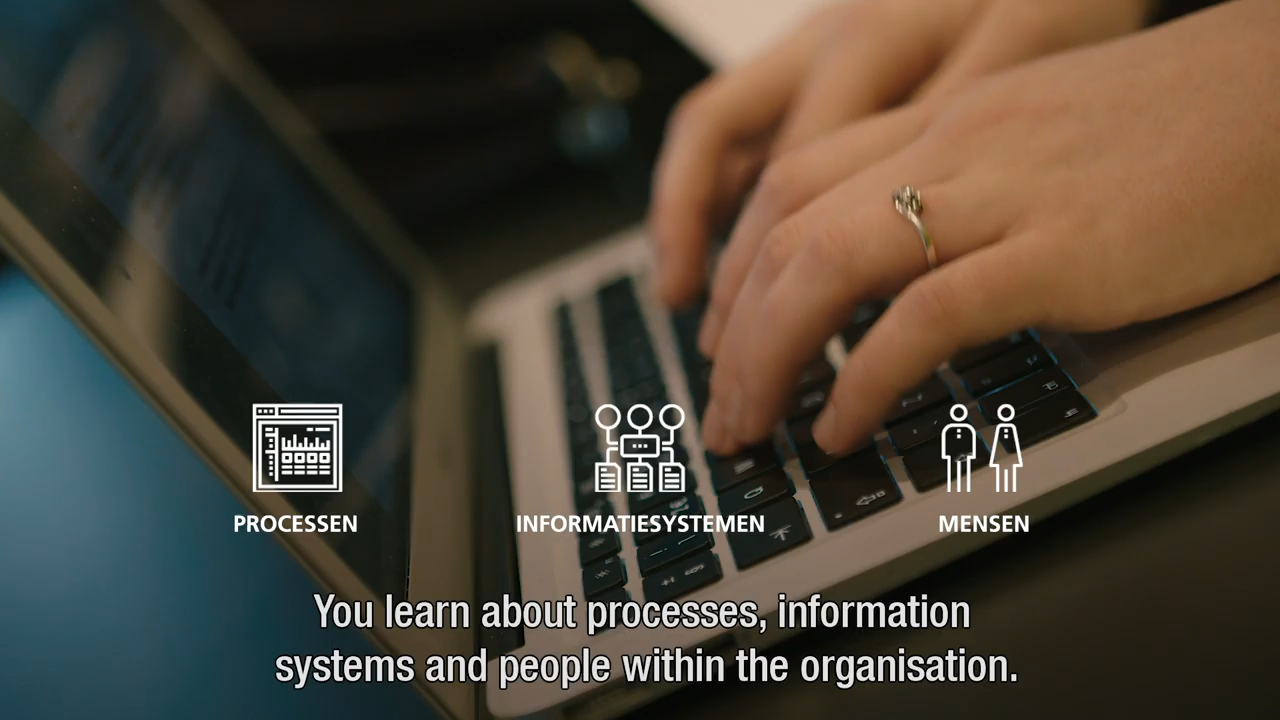 PROCESSEN
INFORMATIESYSTEMEN
MENSEN
You learn about processes, information
systems and people within the organisation.